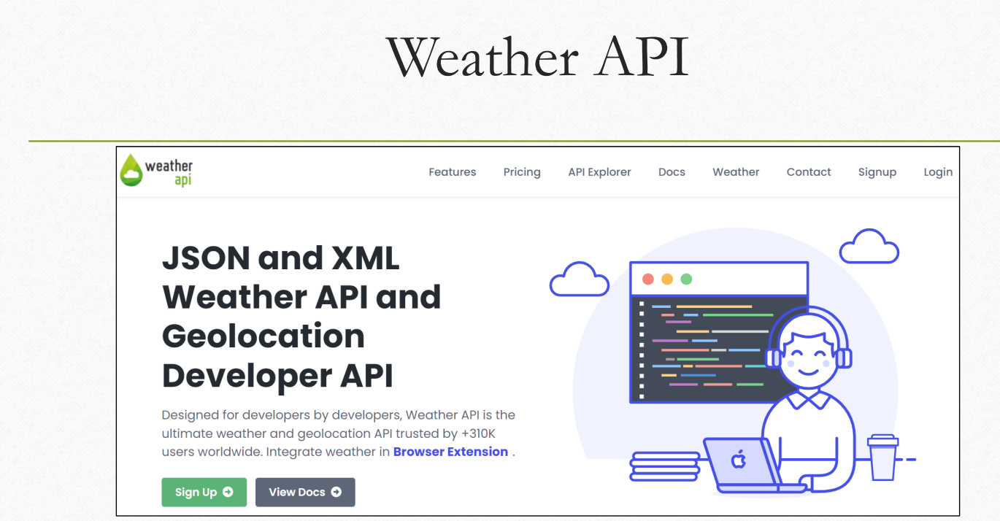 Weather API
weather
api
Features Pricing API Explorer Docs Weather Contact Signup Login
JSON and XML
Weather API and
Geolocation
Developer API
Designed for developers by developers, Weather API is the
ultimate weather and geolocation API trusted by +310K
users worldwide. Integrate weather in Browser Extension .
Sign Up View Docs